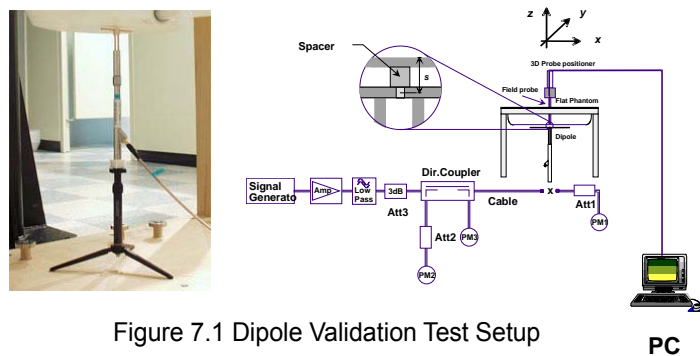 z
y
x
3D Probe positioner
Spacer
s
Field probe
Flat Phantom
Dipole
Dir.Coupler
Signal
Generato
Amp
Low
Pass
3dB
Att3
Cable
x
Att1
PM1
Att2
PM3
PM2
Figure 7.1 Dipole Validation Test Setup
PC